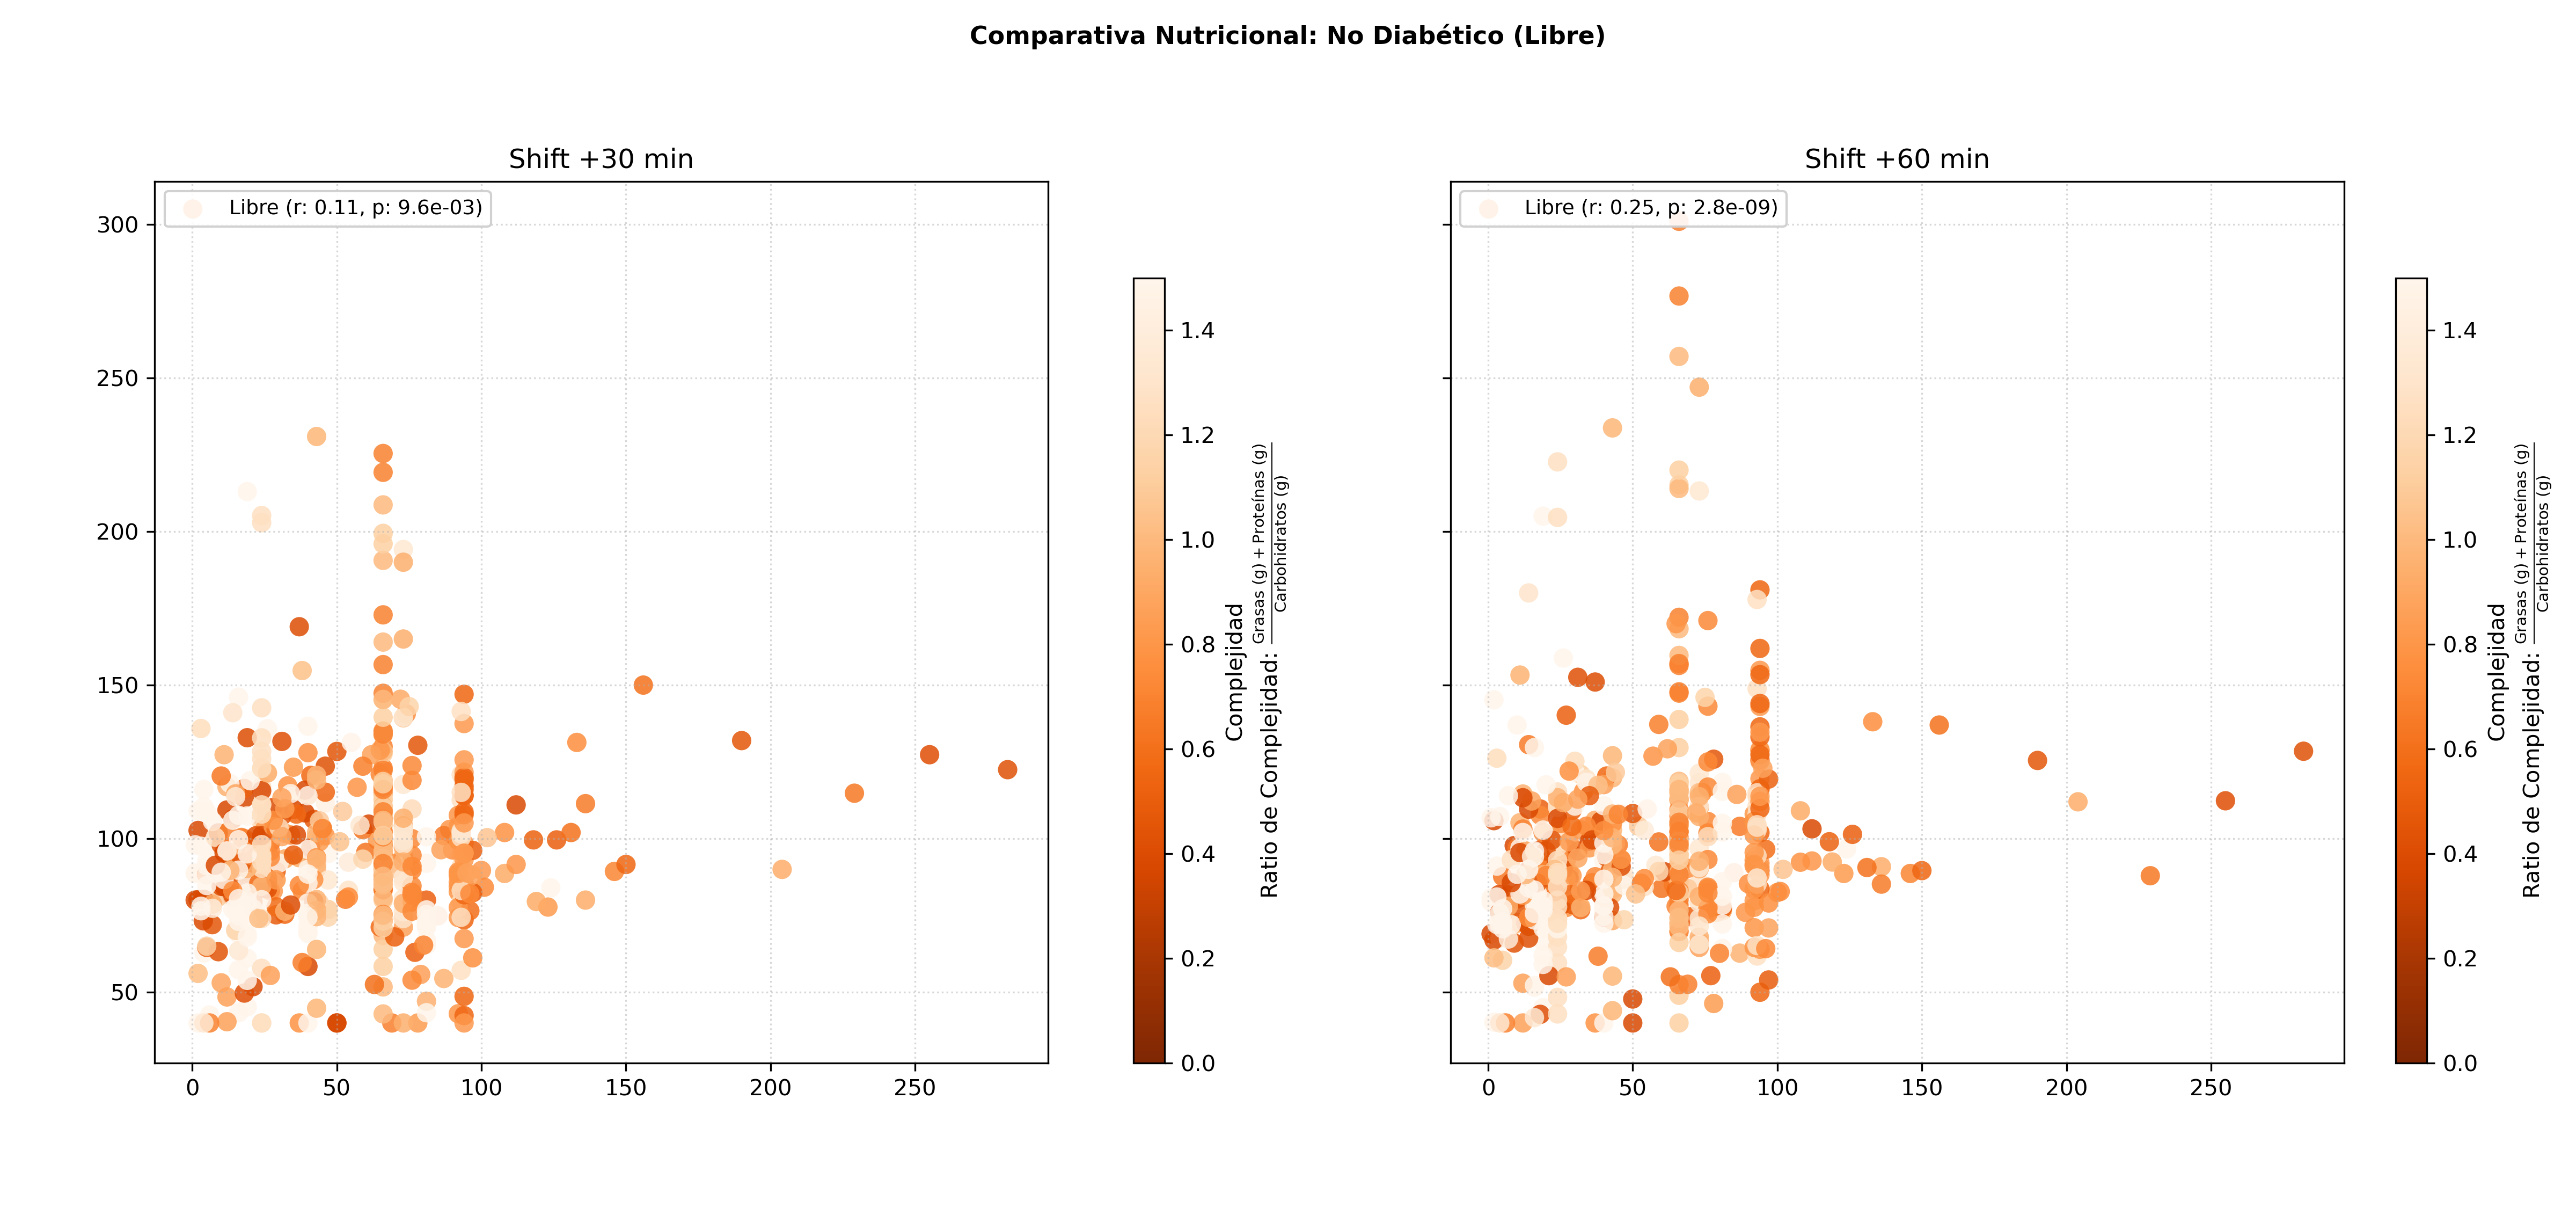 Comparativa Nutricional: No Diabético (Libre)
Shift +30 min
Libre (r: 0.11, p: 9.6e-03)
300
250
200
150
100
50
0 50 100 150 200 250
1.4
1.2
1.0
0.8
0.6
0.4
0.2
0.0
Complejidad
Ratio de Complejidad: Grasas (g) + Proteínas (g)
Carbohidratos (g)
Shift +60 min
Libre (r: 0.25, p: 2.8e-09)
0 50 100 150 200 250
1.4
1.2
1.0
0.8
0.6
0.4
0.2
0.0
Complejidad
Ratio de Complejidad: Grasas (g) + Proteínas (g)
Carbohidratos (g)